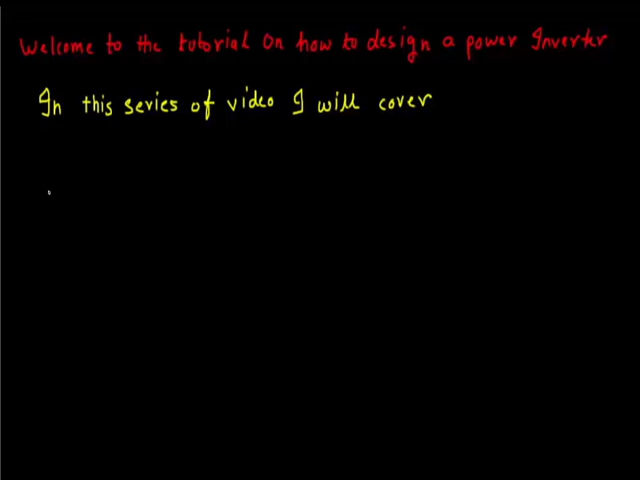 Welcome to the tutorial on how to design a power Inverter
In this series of video I will cover